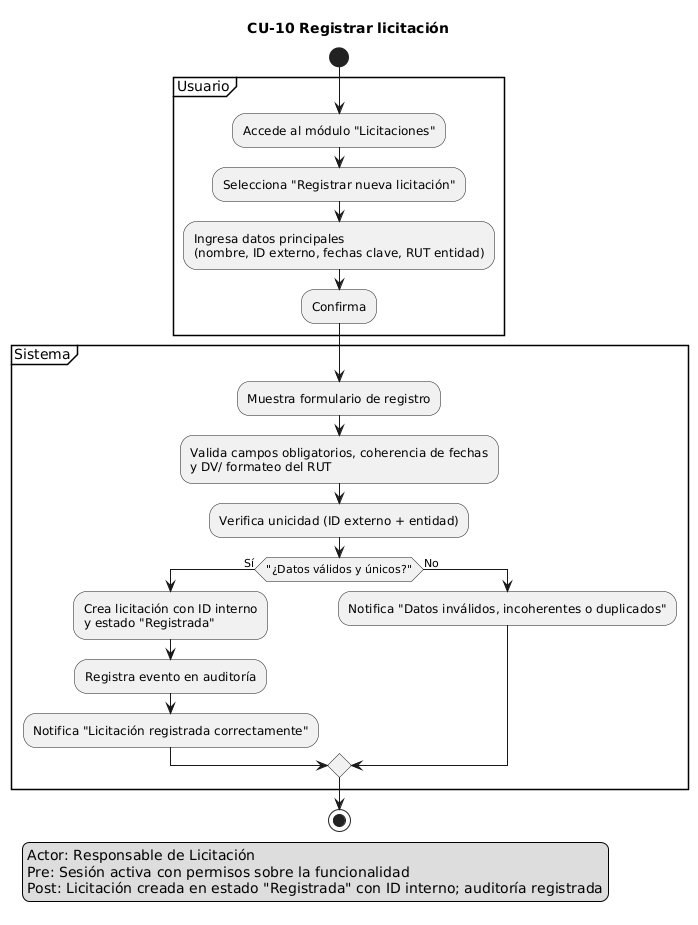 CU-10 Registrar licitación
Usuario
Accede al módulo "Licitaciones"
Selecciona "Registrar nueva licitación"
Ingresa datos principales
(nombre, ID externo, fechas clave, RUT entidad)
Confirma
Sistema
Muestra formulario de registro
Valida campos obligatorios, coherencia de fechas
y DV/ formateo del RUT
Verifica unicidad (ID externo + entidad)
"¿Datos válidos y únicos?"
Sí
No
Crea licitación con ID interno
y estado "Registrada"
Notifica "Datos inválidos, incoherentes o duplicados"
Registra evento en auditoría
Notifica "Licitación registrada correctamente"
Actor: Responsable de Licitación
Pre: Sesión activa con permisos sobre la funcionalidad
Post: Licitación creada en estado "Registrada" con ID interno; auditoría registrada